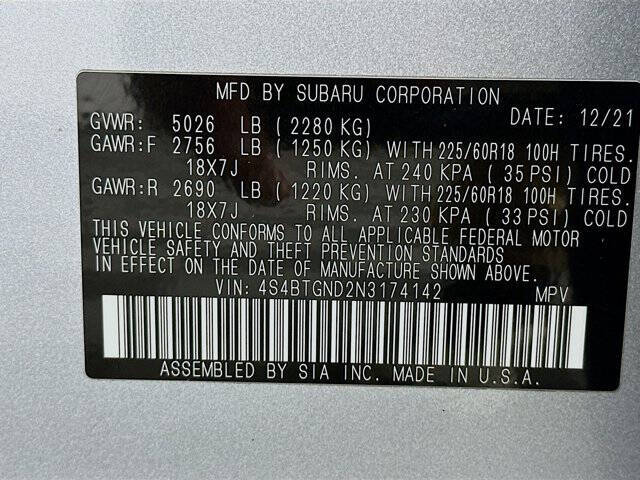 MFD BY SUBARU CORPORATION
DATE: 12/21
GVWR: 5026 LB ( 2280 KG)
GAWR:F 2756 LB ( 1250 KG) WITH 225/60R18 100H TIRES.
18X7J RIMS. AT 240 KPA ( 35 PSI) COLD
GAWR:R 2690 LB ( 1220 KG) WITH 225/60R18 100H TIRES.
18X7J RIMS. AT 230 KPA ( 33 PSI) COLD
THIS VEHICLE CONFORMS TO ALL APPLICABLE FEDERAL MOTOR
VEHICLE SAFETY AND THEFT PREVENTION STANDARDS
IN EFFECT ON THE DATE OF MANUFACTURE SHOWN ABOVE.
VIN: 4S4BTGND2N3174142 MPV
ASSEMBLED BY SIA INC. MADE IN U.S.A.